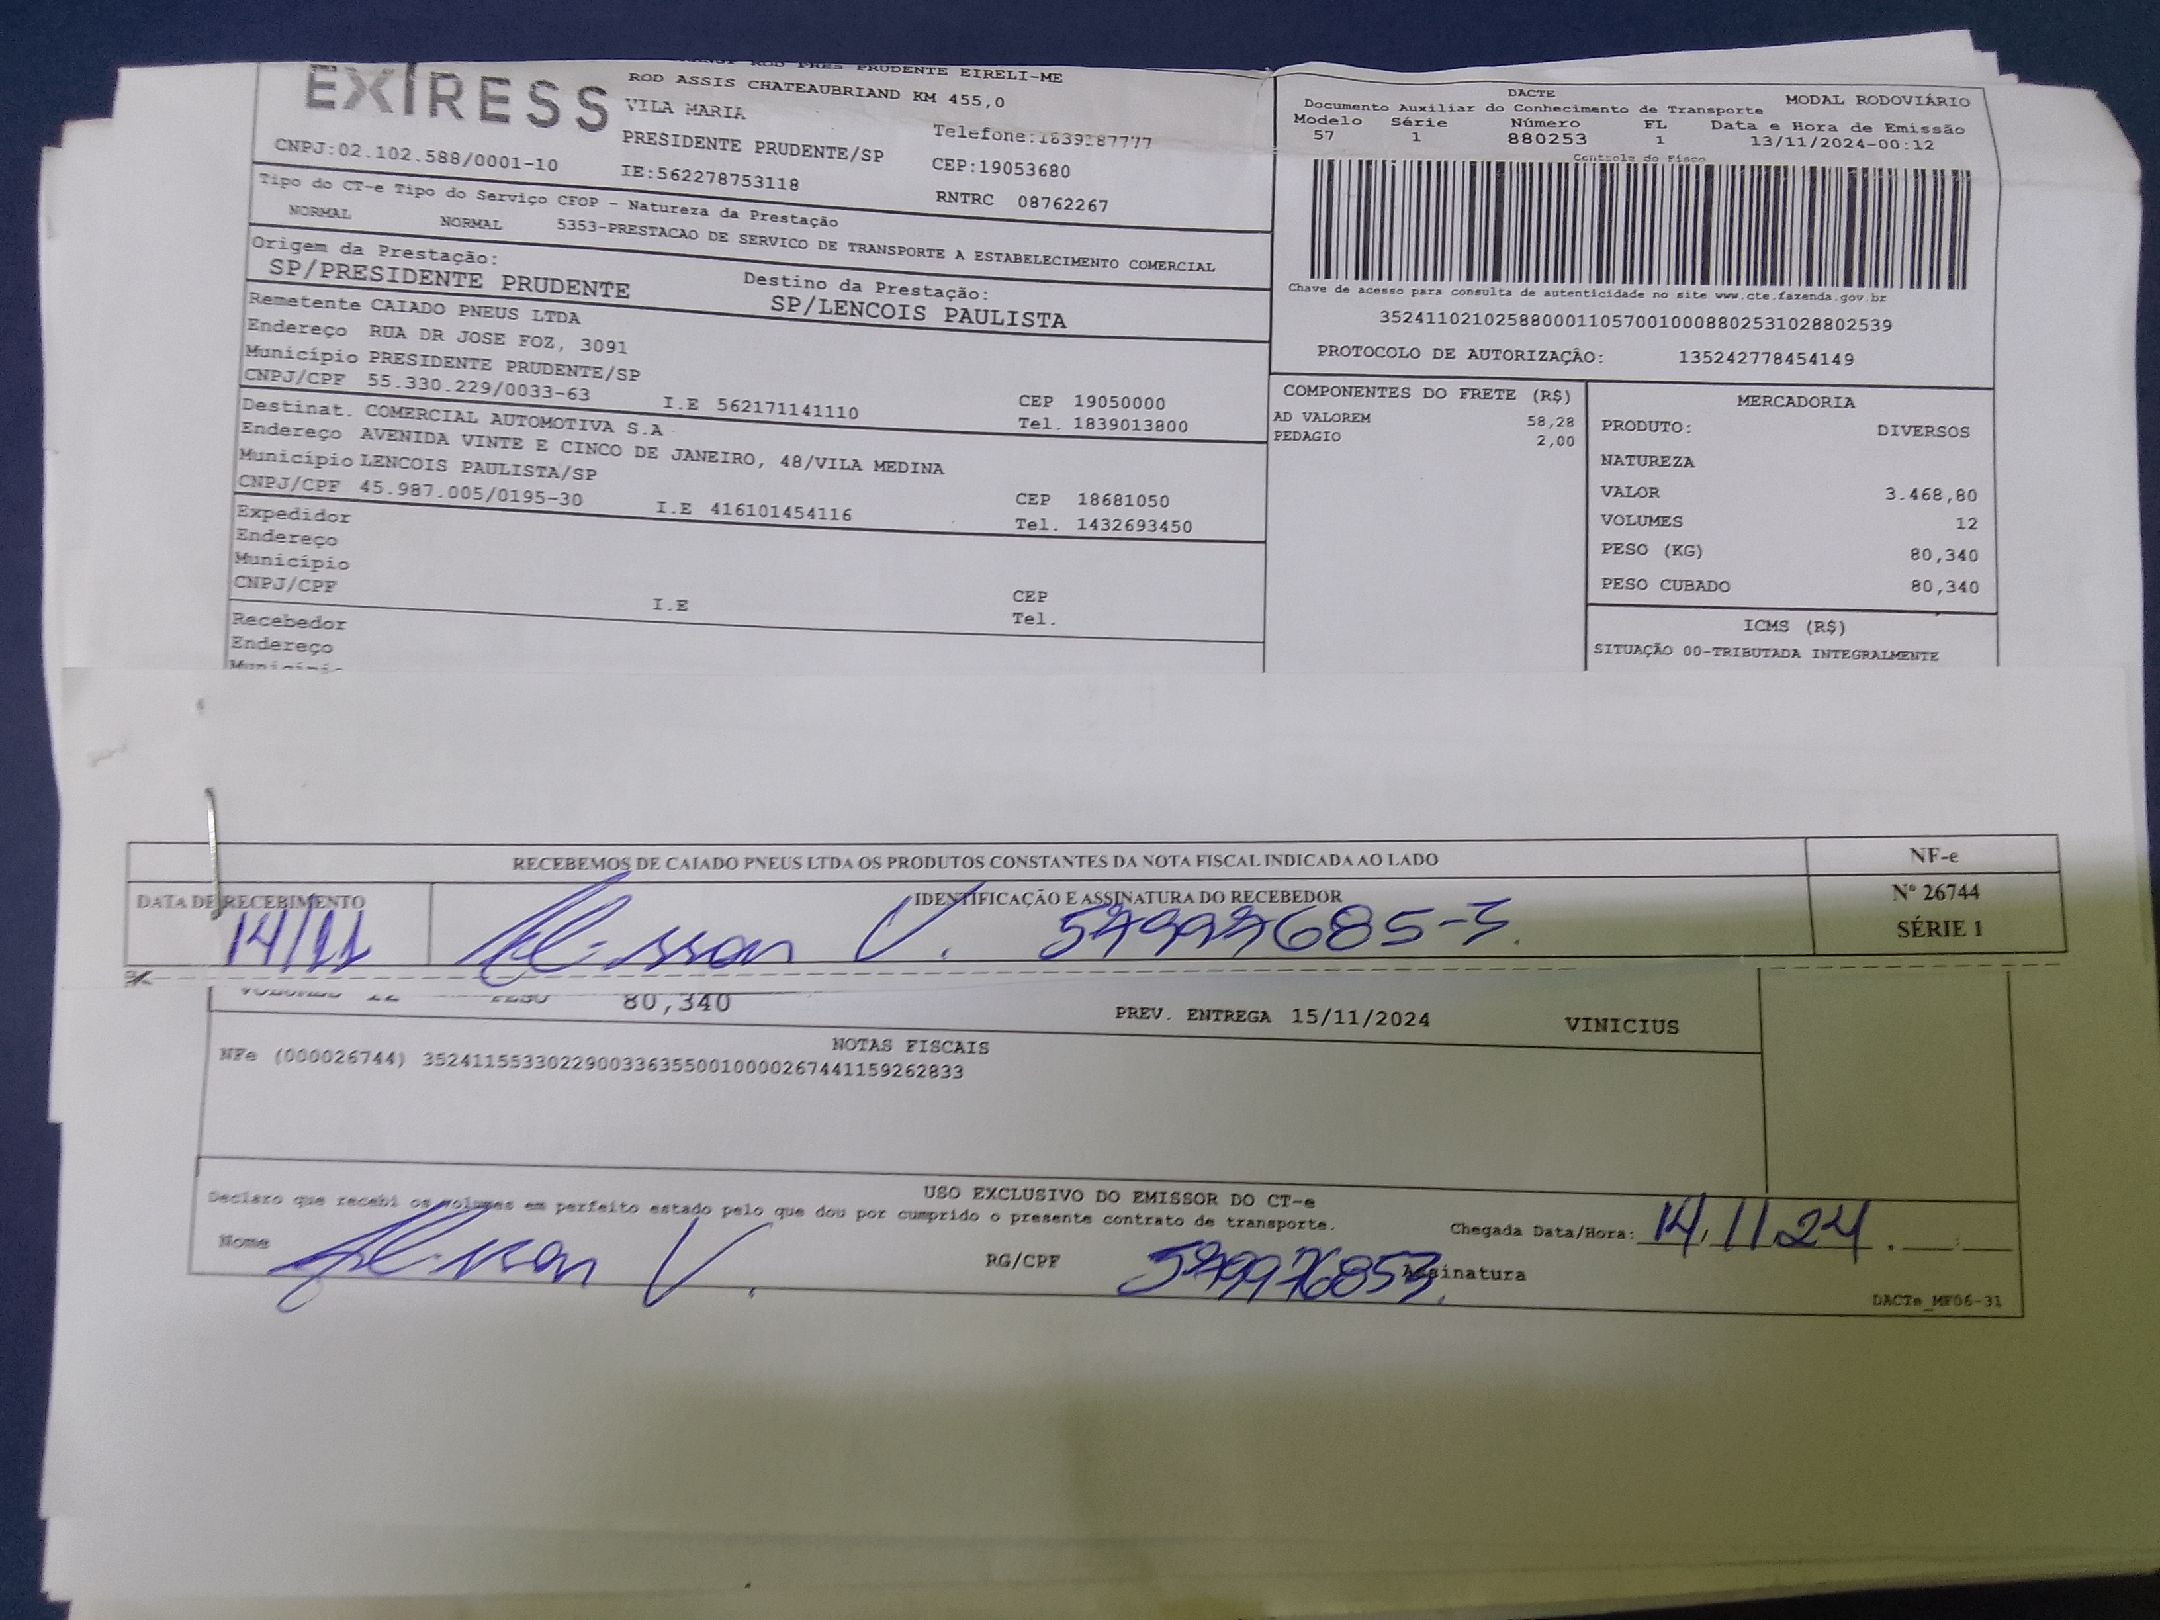 EXPRESS
ROD PRES PRUDENTE EIRELI-ME
ROD ASSIS CHATEAUBRIAND KM 455,0
VILA MARIA
PRESIDENTE PRUDENTE/SP
CNPJ:02.102.588/0001-10
IE:562278753118
CEP:19053680
RNTRC 08762267
Tipo do CT-e Tipo do Serviço CFOP - Natureza da Prestação
NORMAL NORMAL 5353-PRESTACAO DE SERVICO DE TRANSPORTE A ESTABELECIMENTO COMERCIAL
Origem da Prestação:
SP/PRESIDENTE PRUDENTE
Destino da Prestação:
SP/LENCOIS PAULISTA
Remetente CAIADO PNEUS LTDA
Endereço RUA DR JOSE FOZ, 3091
Município PRESIDENTE PRUDENTE/SP
CEP 19050000
CNPJ/CPF 55.330.229/0033-63 I.E 562171141110 Tel. 1839013800
Destinat. COMERCIAL AUTOMOTIVA S.A
Endereço AVENIDA VINTE E CINCO DE JANEIRO, 48/VILA MEDINA
Município LENCOIS PAULISTA/SP CEP 18681050
CNPJ/CPF 45.987.005/0195-30 I.E 416101454116 Tel. 1432693450
Expedidor
Endereço
Município CEP
CNPJ/CPF I.E Tel.
Recebedor
Endereço
Município
DACTE
Documento Auxiliar do Conhecimento de Transporte MODAL RODOVIÁRIO
Modelo Série Número FL Data e Hora de Emissão
57 1 880253 1 13/11/2024-00:12
Controle do Fisco
Chave de acesso para consulta de autenticidade no site www.cte.fazenda.gov.br
35241102102588000110570010008802531028802539
PROTOCOLO DE AUTORIZAÇÃO: 135242778454149
COMPONENTES DO FRETE (R$)
AD VALOREM 58,28
PEDAGIO 2,00
MERCADORIA
PRODUTO: DIVERSOS
NATUREZA
VALOR 3.468,80
VOLUMES 12
PESO (KG) 80,340
PESO CUBADO 80,340
ICMS (R$)
SITUAÇÃO 00-TRIBUTADA INTEGRALMENTE
RECEBEMOS DE CAIADO PNEUS LTDA OS PRODUTOS CONSTANTES DA NOTA FISCAL INDICADA AO LADO
NF-e
Nº 26744
SÉRIE 1
DATA DE RECEBIMENTO
14/11
IDENTIFICAÇÃO E ASSINATURA DO RECEBEDOR
V.
VOLUMES 12 PESO 80,340
PREV. ENTREGA 15/11/2024 VINICIUS
NOTAS FISCAIS
NFe (000026744) 35241155330229003363550010000267441159262833
USO EXCLUSIVO DO EMISSOR DO CT-e
Declaro que recebi os volumes em perfeito estado pelo que dou por cumprido o presente contrato de transporte.
Chegada Data/Hora: 14.11.24
Nome V.
RG/CPF
Assinatura
DACTe_MF06-31